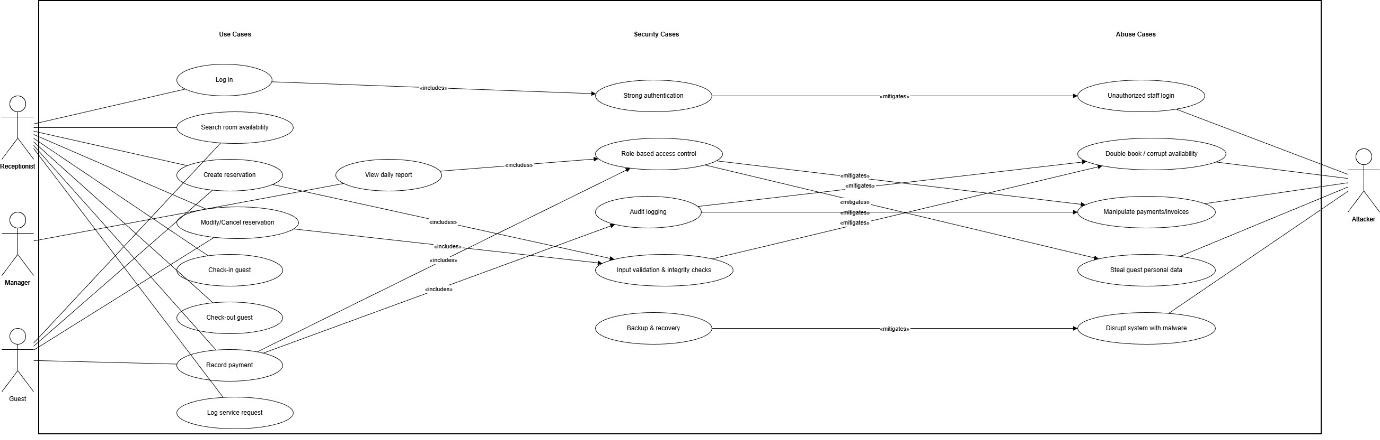 Use Cases
Security Cases
Abuse Cases
Log in
«includes»
Strong authentication
«mitigates»
Unauthorized staff login
Search room availability
Receptionist
Create reservation
View daily report
«includess»
Role-based access control
«mitigates»
«mitigates»
Double book / corrupt availability
Modify/Cancel reservation
«includes»
Audit logging
«mitigates»
«mitigates»
«mitigates»
Manipulate payments/invoices
Attacker
Manager
Check-in guest
«includes»
«includes»
«includes»
Input validation & integrity checks
Steal guest personal data
Check-out guest
Backup & recovery
«mitigates»
Disrupt system with malware
Guest
Record payment
Log service request